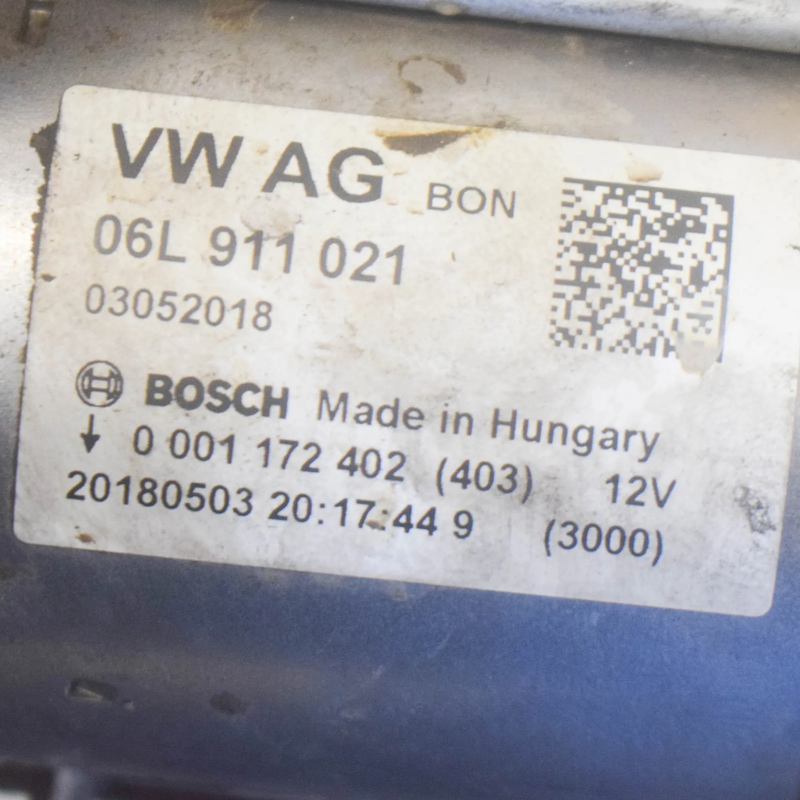 VW AG BON
06L 911 021
03052018
BOSCH Made in Hungary
↓ 0 001 172 402 (403) 12V
20180503 20:17:44 9 (3000)